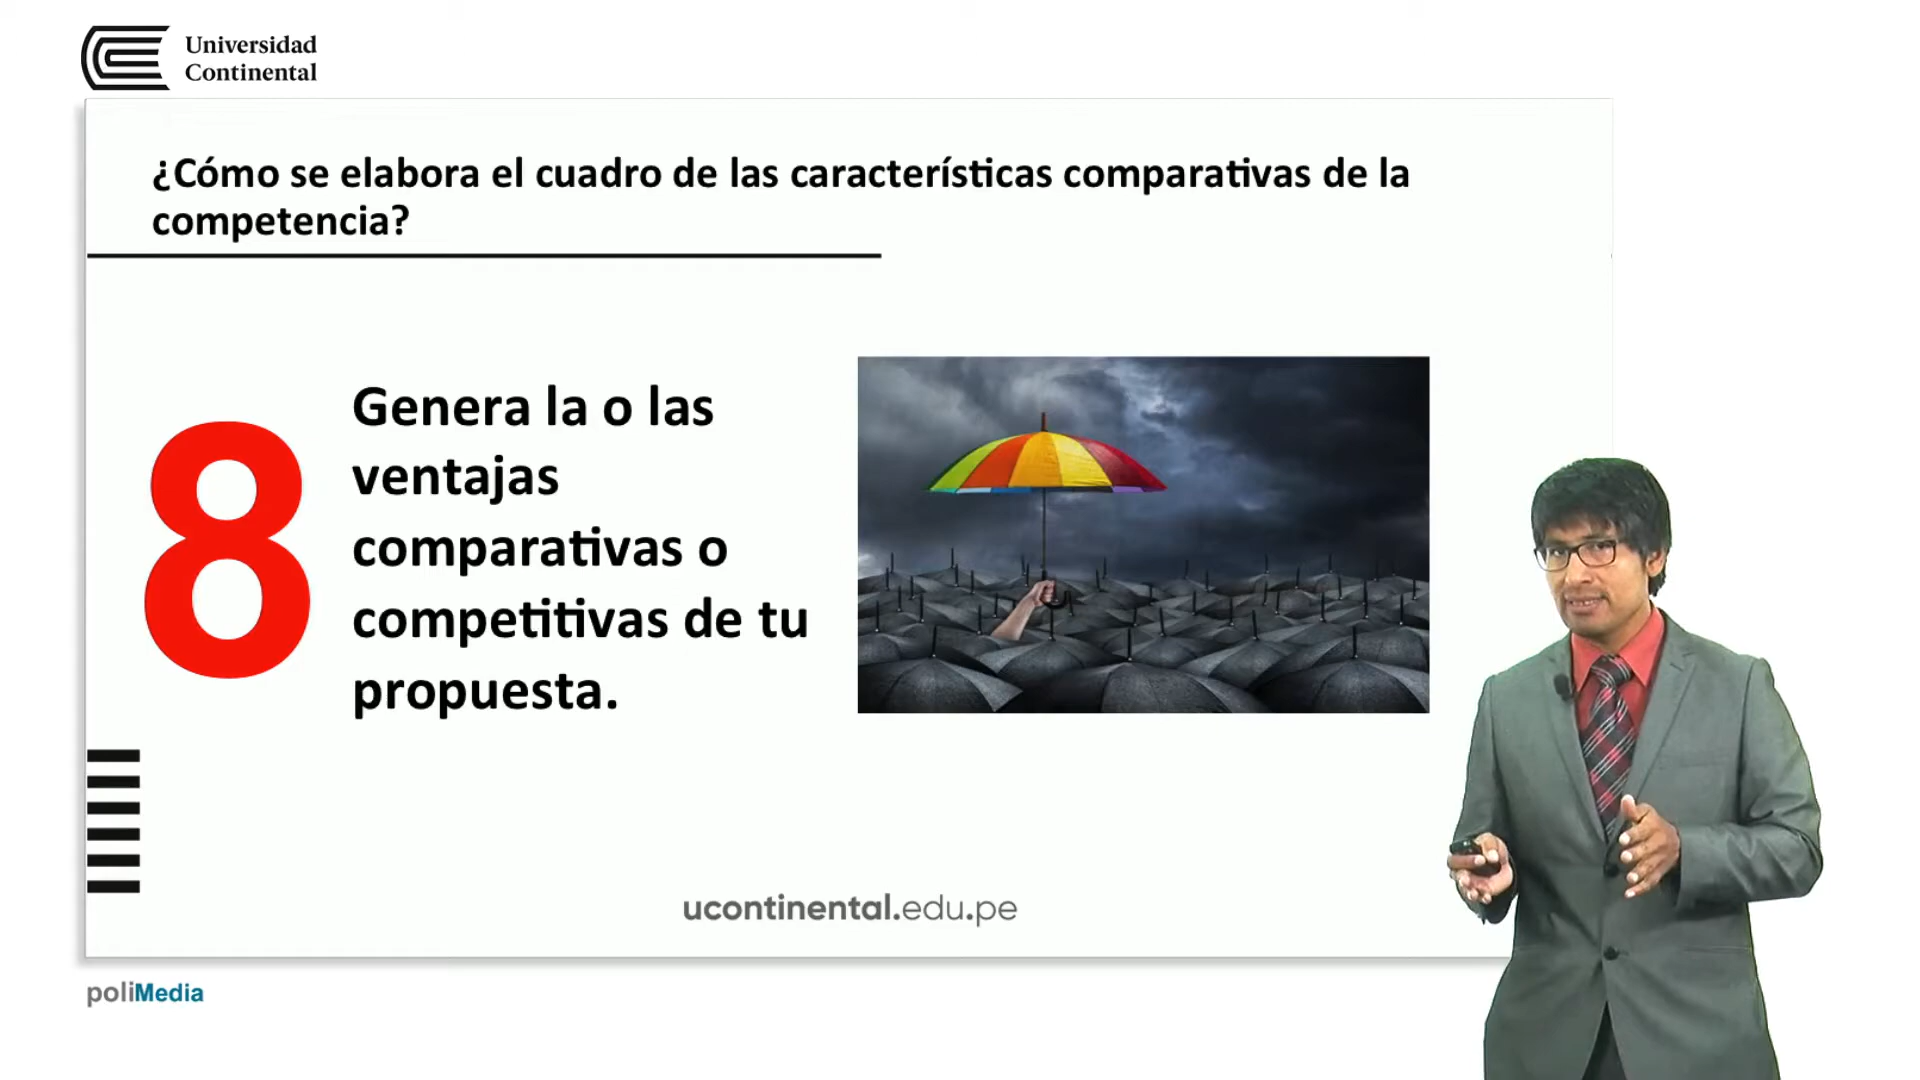 Universidad
Continental
¿Cómo se elabora el cuadro de las características comparativas de la
competencia?
8
Genera la o las
ventajas
comparativas o
competitivas de tu
propuesta.
ucontinental.edu.pe
poliMedia